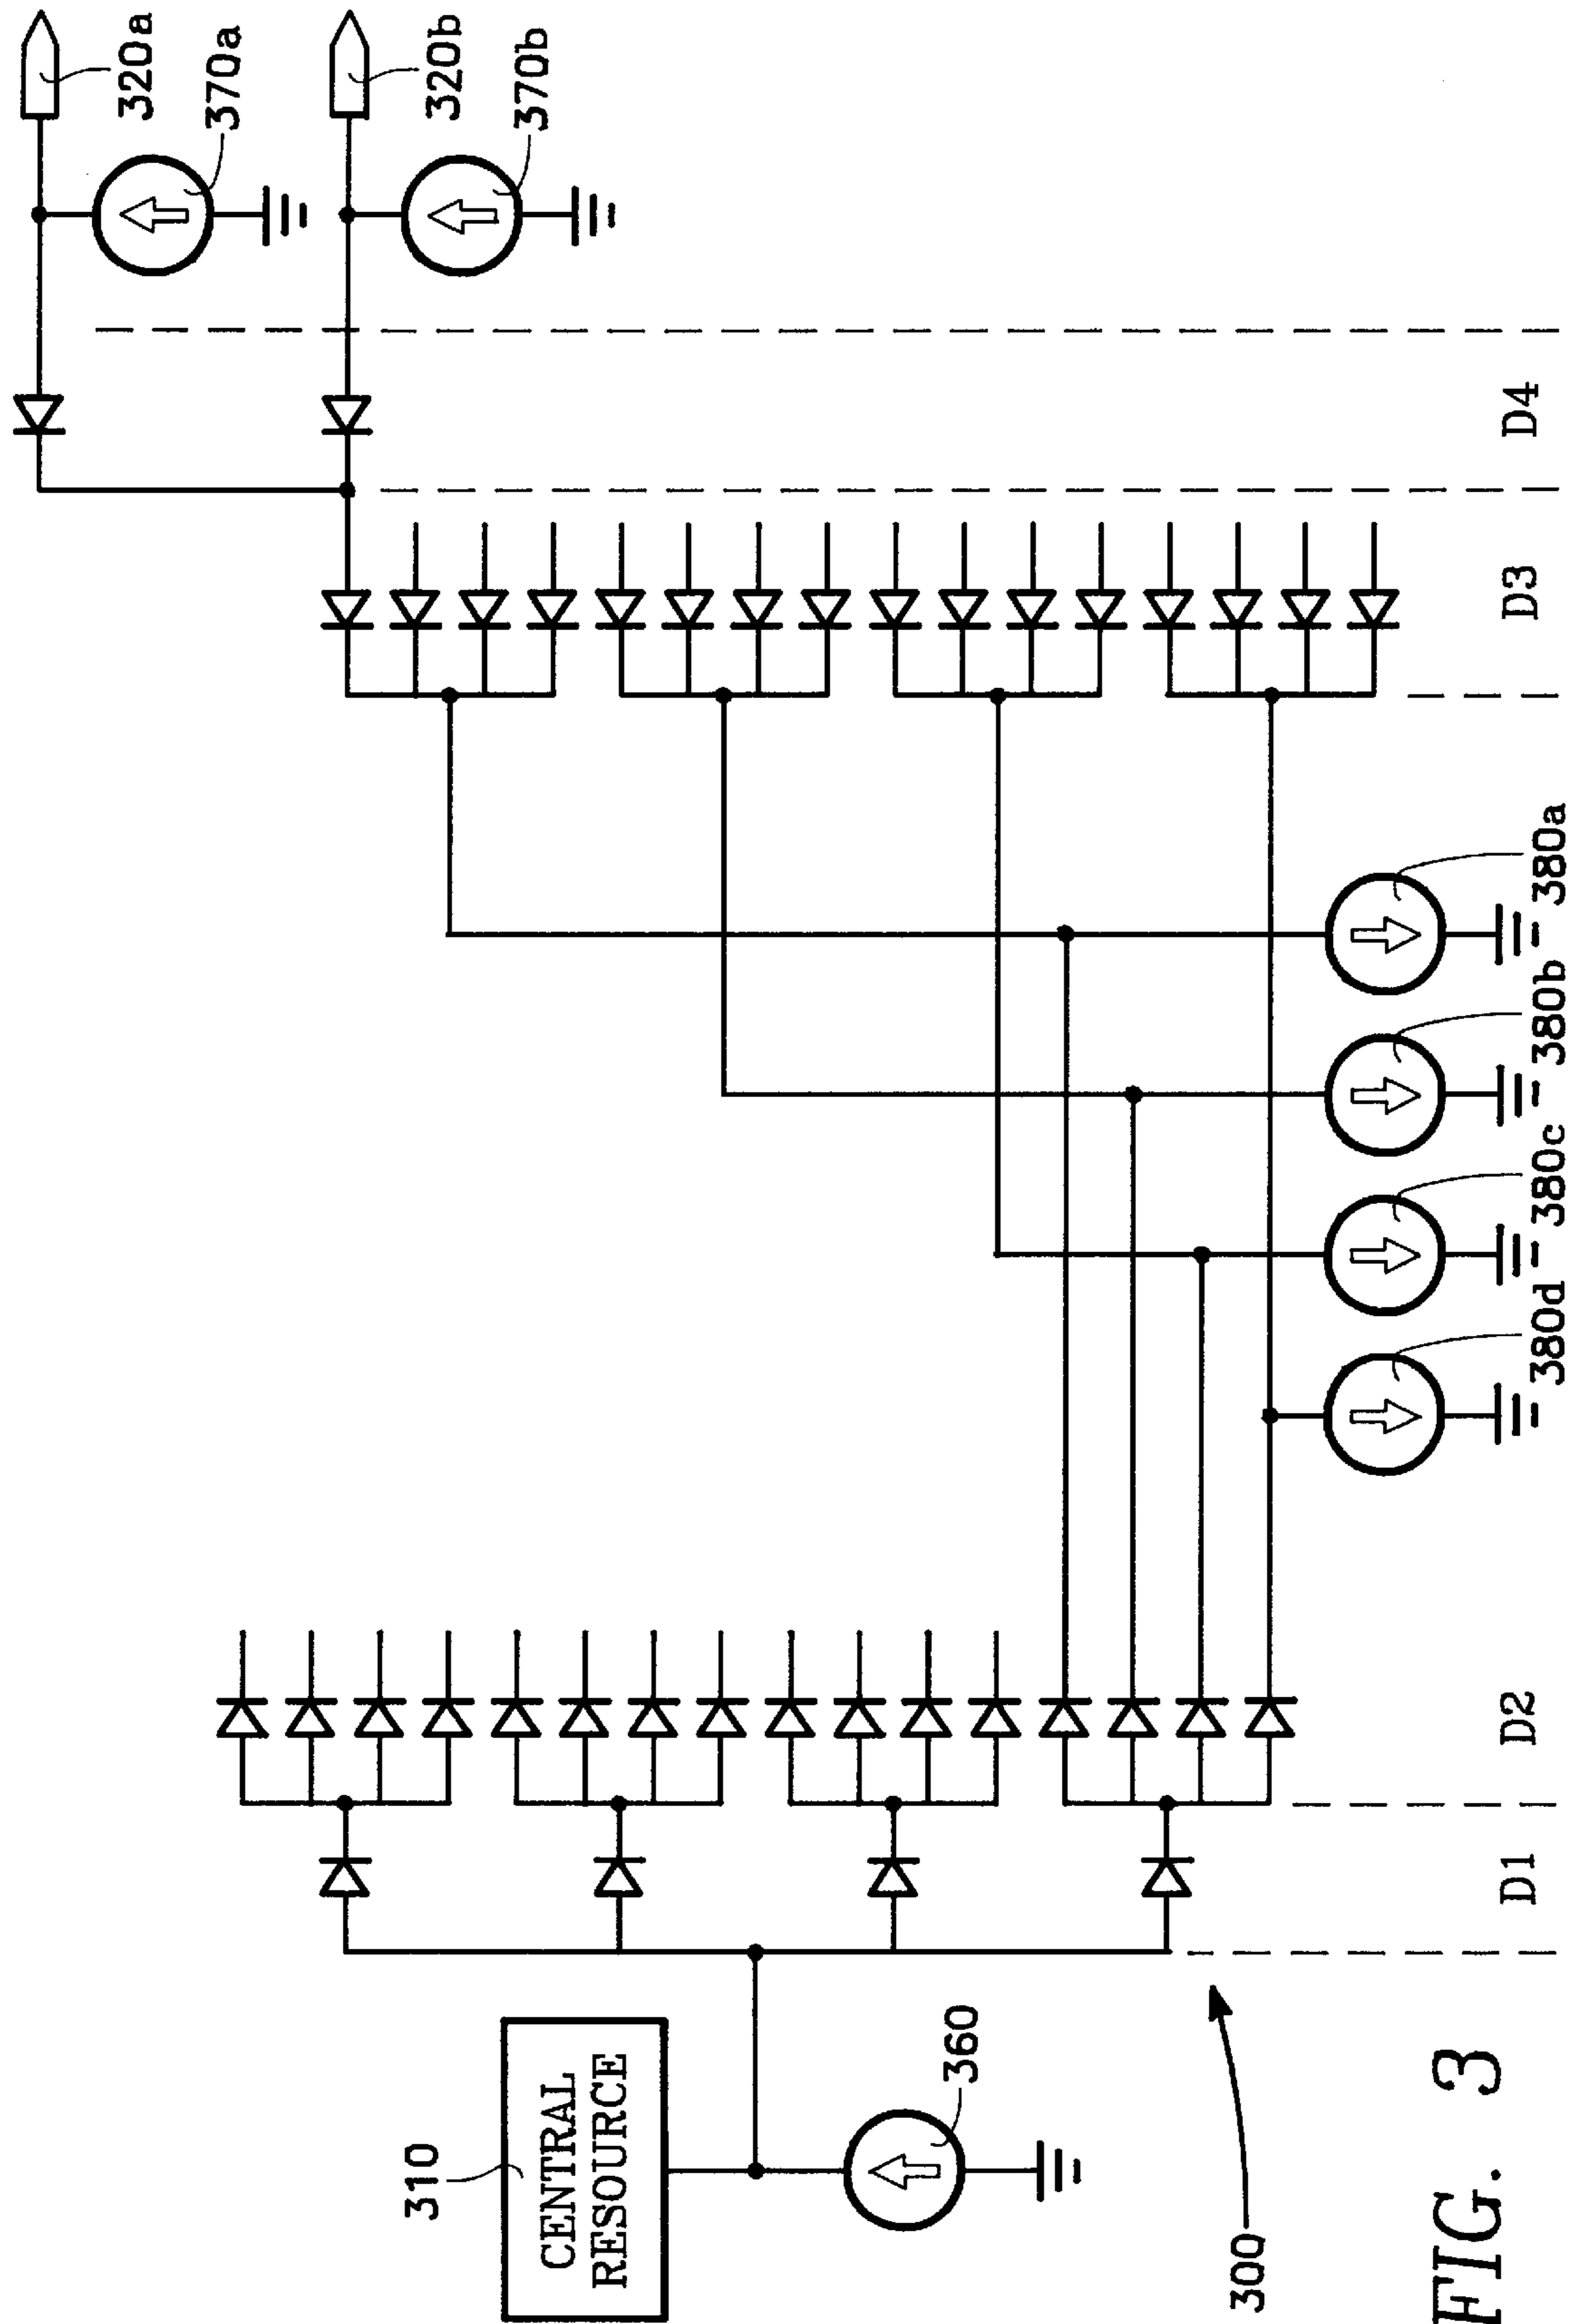 320a
370a
320b
370b
D4
D3
380a
380b
380c
380d
D2
D1
310
CENTRAL
RESOURCE
360
300
FIG. 3